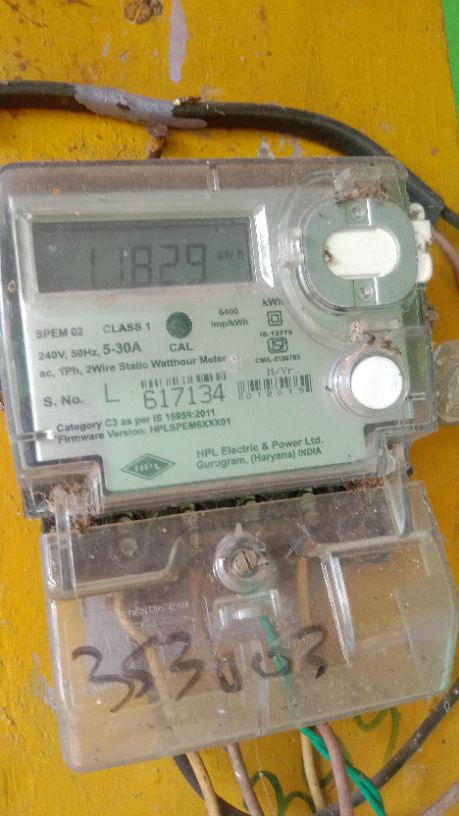 11829 kWh
SPEM 02 CLASS 1 6400 imp/kWh
kWh
IS:13779
240V, 50Hz, 5-30A CAL
ac, 1Ph, 2Wire Static Watthour Meter
M/Yr
S. No. L 617134
Category C3 as per IS 15959:2011
Firmware Version: HPLSPEM6XXX01
HPL
HPL Electric & Power Ltd.
Gurugram, (Haryana) INDIA
DIAGRAM